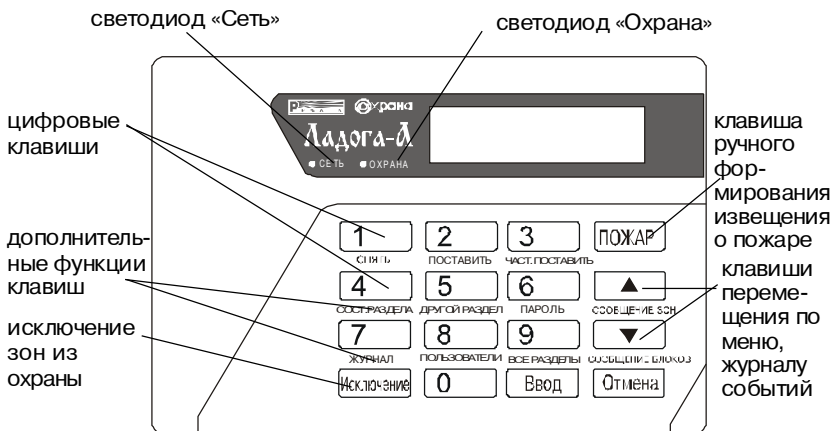 светодиод «Сеть»
светодиод «Охрана»
цифровые
клавиши
дополнитель-
ные функции
клавиш
исключение
зон из
охраны
Охрана
Ладога-А
СЕТЬ ОХРАНА
1 2 3 ПОЖАР
СНЯТЬ ПОСТАВИТЬ ЧАСТ.ПОСТАВИТЬ
4 5 6 ▲
СОСТ.РАЗДЕЛА ДРУГОЙ РАЗДЕЛ ПАРОЛЬ СООБЩЕНИЕ ЗОН
7 8 9 ▼
ЖУРНАЛ ПОЛЬЗОВАТЕЛИ ВСЕ РАЗДЕЛЫ СООБЩЕНИЕ БЛОКОВ
Исключение 0 Ввод Отмена
клавиша
ручного
фор-
мирования
извещения
о пожаре
клавиши
переме-
щения по
меню,
журналу
событий